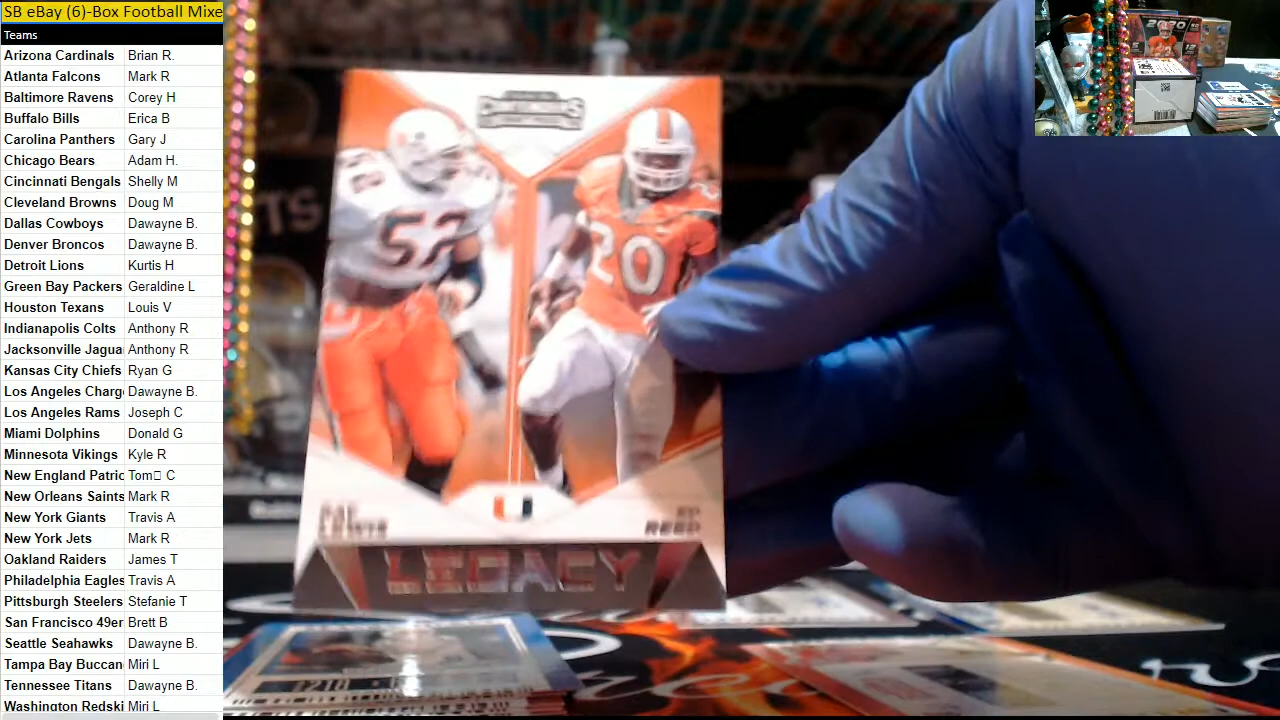 SB eBay (6)-Box Football Mixe
Teams
Arizona Cardinals Brian R.
Atlanta Falcons Mark R
Baltimore Ravens Corey H
Buffalo Bills Erica B
Carolina Panthers Gary J
Chicago Bears Adam H.
Cincinnati Bengals Shelly M
Cleveland Browns Doug M
Dallas Cowboys Dawayne B.
Denver Broncos Dawayne B.
Detroit Lions Kurtis H
Green Bay Packers Geraldine L
Houston Texans Louis V
Indianapolis Colts Anthony R
Jacksonville Jagua Anthony R
Kansas City Chiefs Ryan G
Los Angeles Charg Dawayne B.
Los Angeles Rams Joseph C
Miami Dolphins Donald G
Minnesota Vikings Kyle R
New England Patric Tom□ C
New Orleans Saints Mark R
New York Giants Travis A
New York Jets Mark R
Oakland Raiders James T
Philadelphia Eagles Travis A
Pittsburgh Steelers Stefanie T
San Francisco 49er Brett B
Seattle Seahawks Dawayne B.
Tampa Bay Buccan Miri L
Tennessee Titans Dawayne B.
Washington Redski Miri L
CONTENDERS
52
20
RAY LEWIS
ED REED
LEGACY
2020